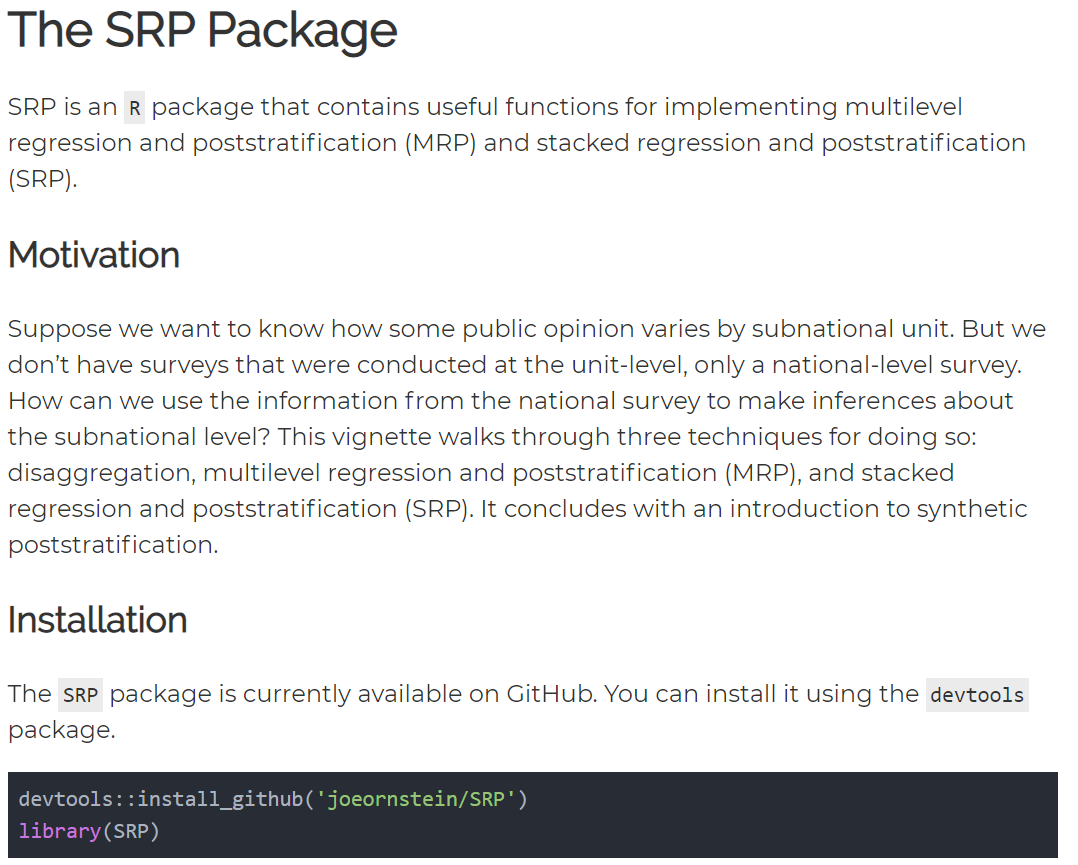 The SRP Package
SRP is an R package that contains useful functions for implementing multilevel
regression and poststratification (MRP) and stacked regression and poststratification
(SRP).
Motivation
Suppose we want to know how some public opinion varies by subnational unit. But we
don’t have surveys that were conducted at the unit-level, only a national-level survey.
How can we use the information from the national survey to make inferences about
the subnational level? This vignette walks through three techniques for doing so:
disaggregation, multilevel regression and poststratification (MRP), and stacked
regression and poststratification (SRP). It concludes with an introduction to synthetic
poststratification.
Installation
The SRP package is currently available on GitHub. You can install it using the devtools
package.
devtools::install_github('joeornstein/SRP')
library(SRP)